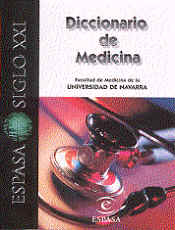 Diccionario
de
Medicina
Facultad de Medicina de la
UNIVERSIDAD DE NAVARRA
ESPASA SIGLO XXI
ESPASA